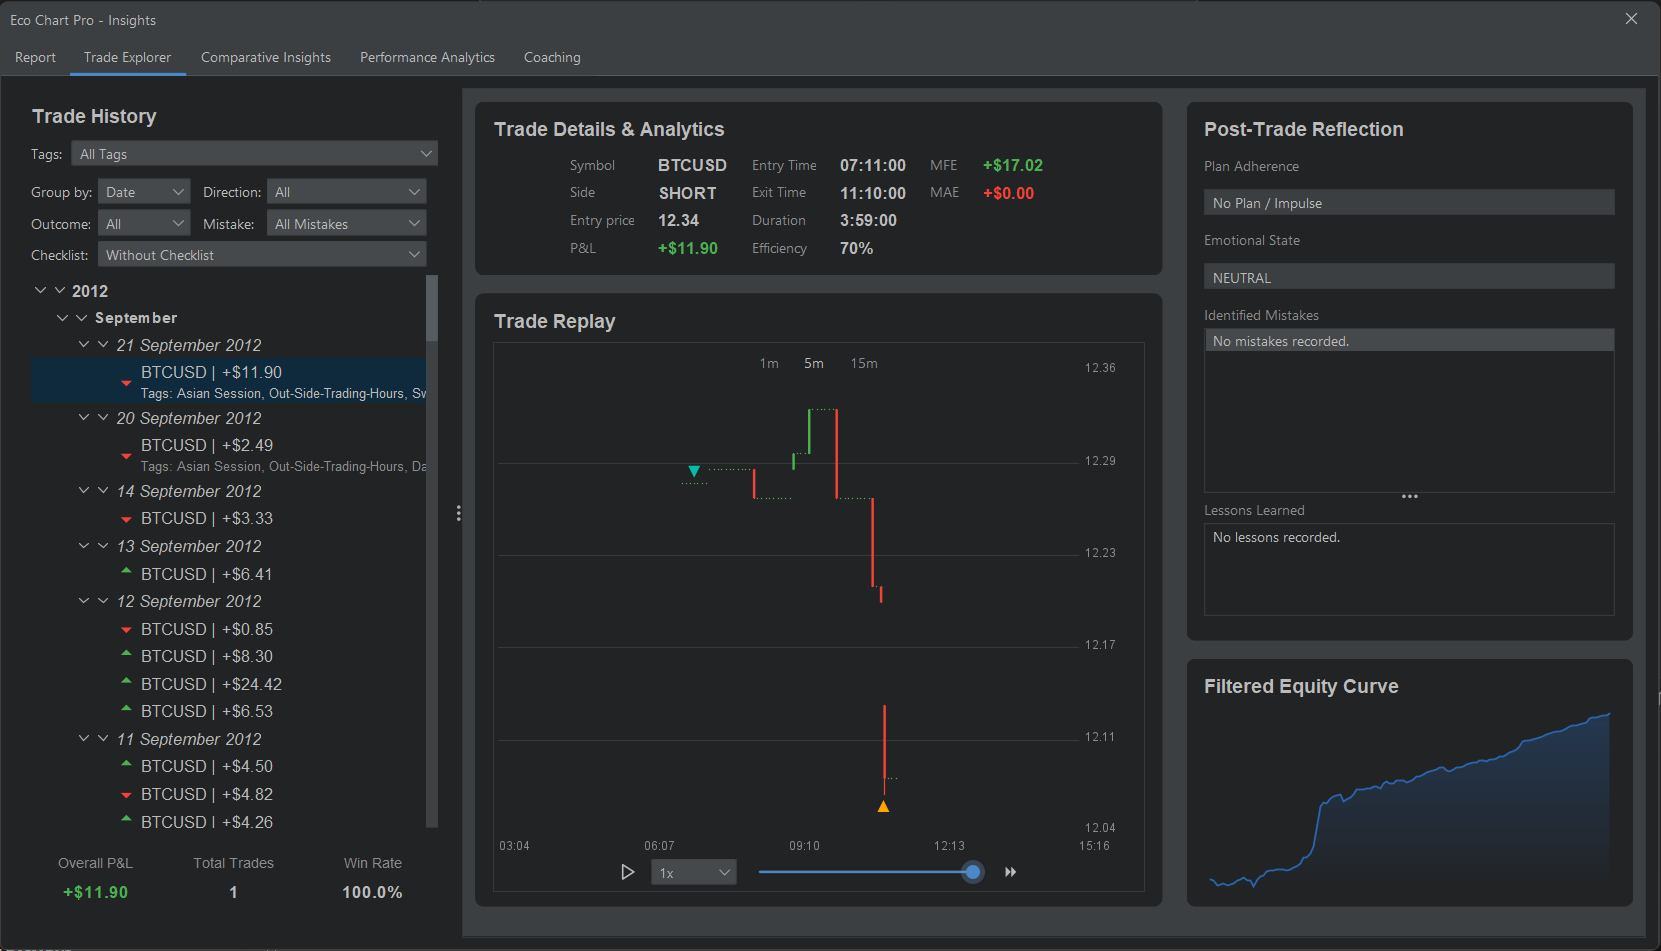 Eco Chart Pro - Insights
Report Trade Explorer Comparative Insights Performance Analytics Coaching
Trade History
Tags: All Tags
Group by: Date Direction: All
Outcome: All Mistake: All Mistakes
Checklist: Without Checklist
2012
September
21 September 2012
BTCUSD | +$11.90
Tags: Asian Session, Out-Side-Trading-Hours, Sw
20 September 2012
BTCUSD | +$2.49
Tags: Asian Session, Out-Side-Trading-Hours, Da
14 September 2012
BTCUSD | +$3.33
13 September 2012
BTCUSD | +$6.41
12 September 2012
BTCUSD | +$0.85
BTCUSD | +$8.30
BTCUSD | +$24.42
BTCUSD | +$6.53
11 September 2012
BTCUSD | +$4.50
BTCUSD | +$4.82
BTCUSD | +$4.26
Overall P&L Total Trades Win Rate
+$11.90 1 100.0%
Trade Details & Analytics
Symbol BTCUSD Entry Time 07:11:00 MFE +$17.02
Side SHORT Exit Time 11:10:00 MAE +$0.00
Entry price 12.34 Duration 3:59:00
P&L +$11.90 Efficiency 70%
Trade Replay
1m 5m 15m
12.36
12.29
12.23
12.17
12.11
12.04
03:04 06:07 09:10 12:13 15:16
1x
Post-Trade Reflection
Plan Adherence
No Plan / Impulse
Emotional State
NEUTRAL
Identified Mistakes
No mistakes recorded.
Lessons Learned
No lessons recorded.
Filtered Equity Curve